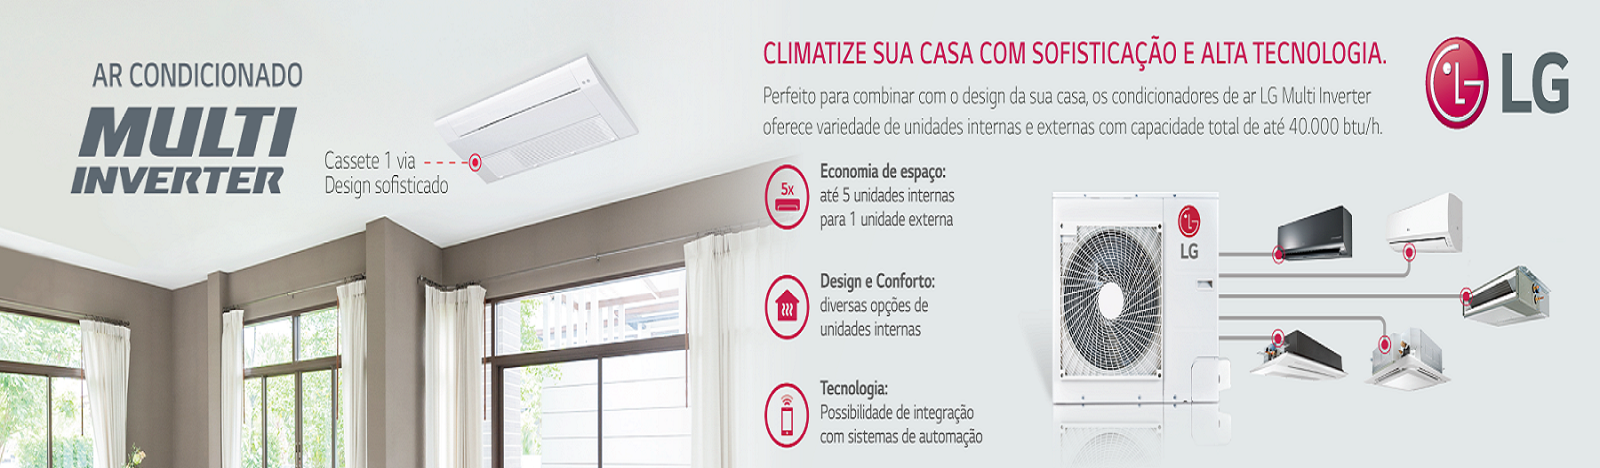 AR CONDICIONADO
MULTI
INVERTER
Cassete 1 via
Design sofisticado
CLIMATIZE SUA CASA COM SOFISTICAÇÃO E ALTA TECNOLOGIA.
Perfeito para combinar com o design da sua casa, os condicionadores de ar LG Multi Inverter
oferece variedade de unidades internas e externas com capacidade total de até 40.000 btu/h.
LG
5x
Economia de espaço:
até 5 unidades internas
para 1 unidade externa
Design e Conforto:
diversas opções de
unidades internas
Tecnologia:
Possibilidade de integração
com sistemas de automação
LG